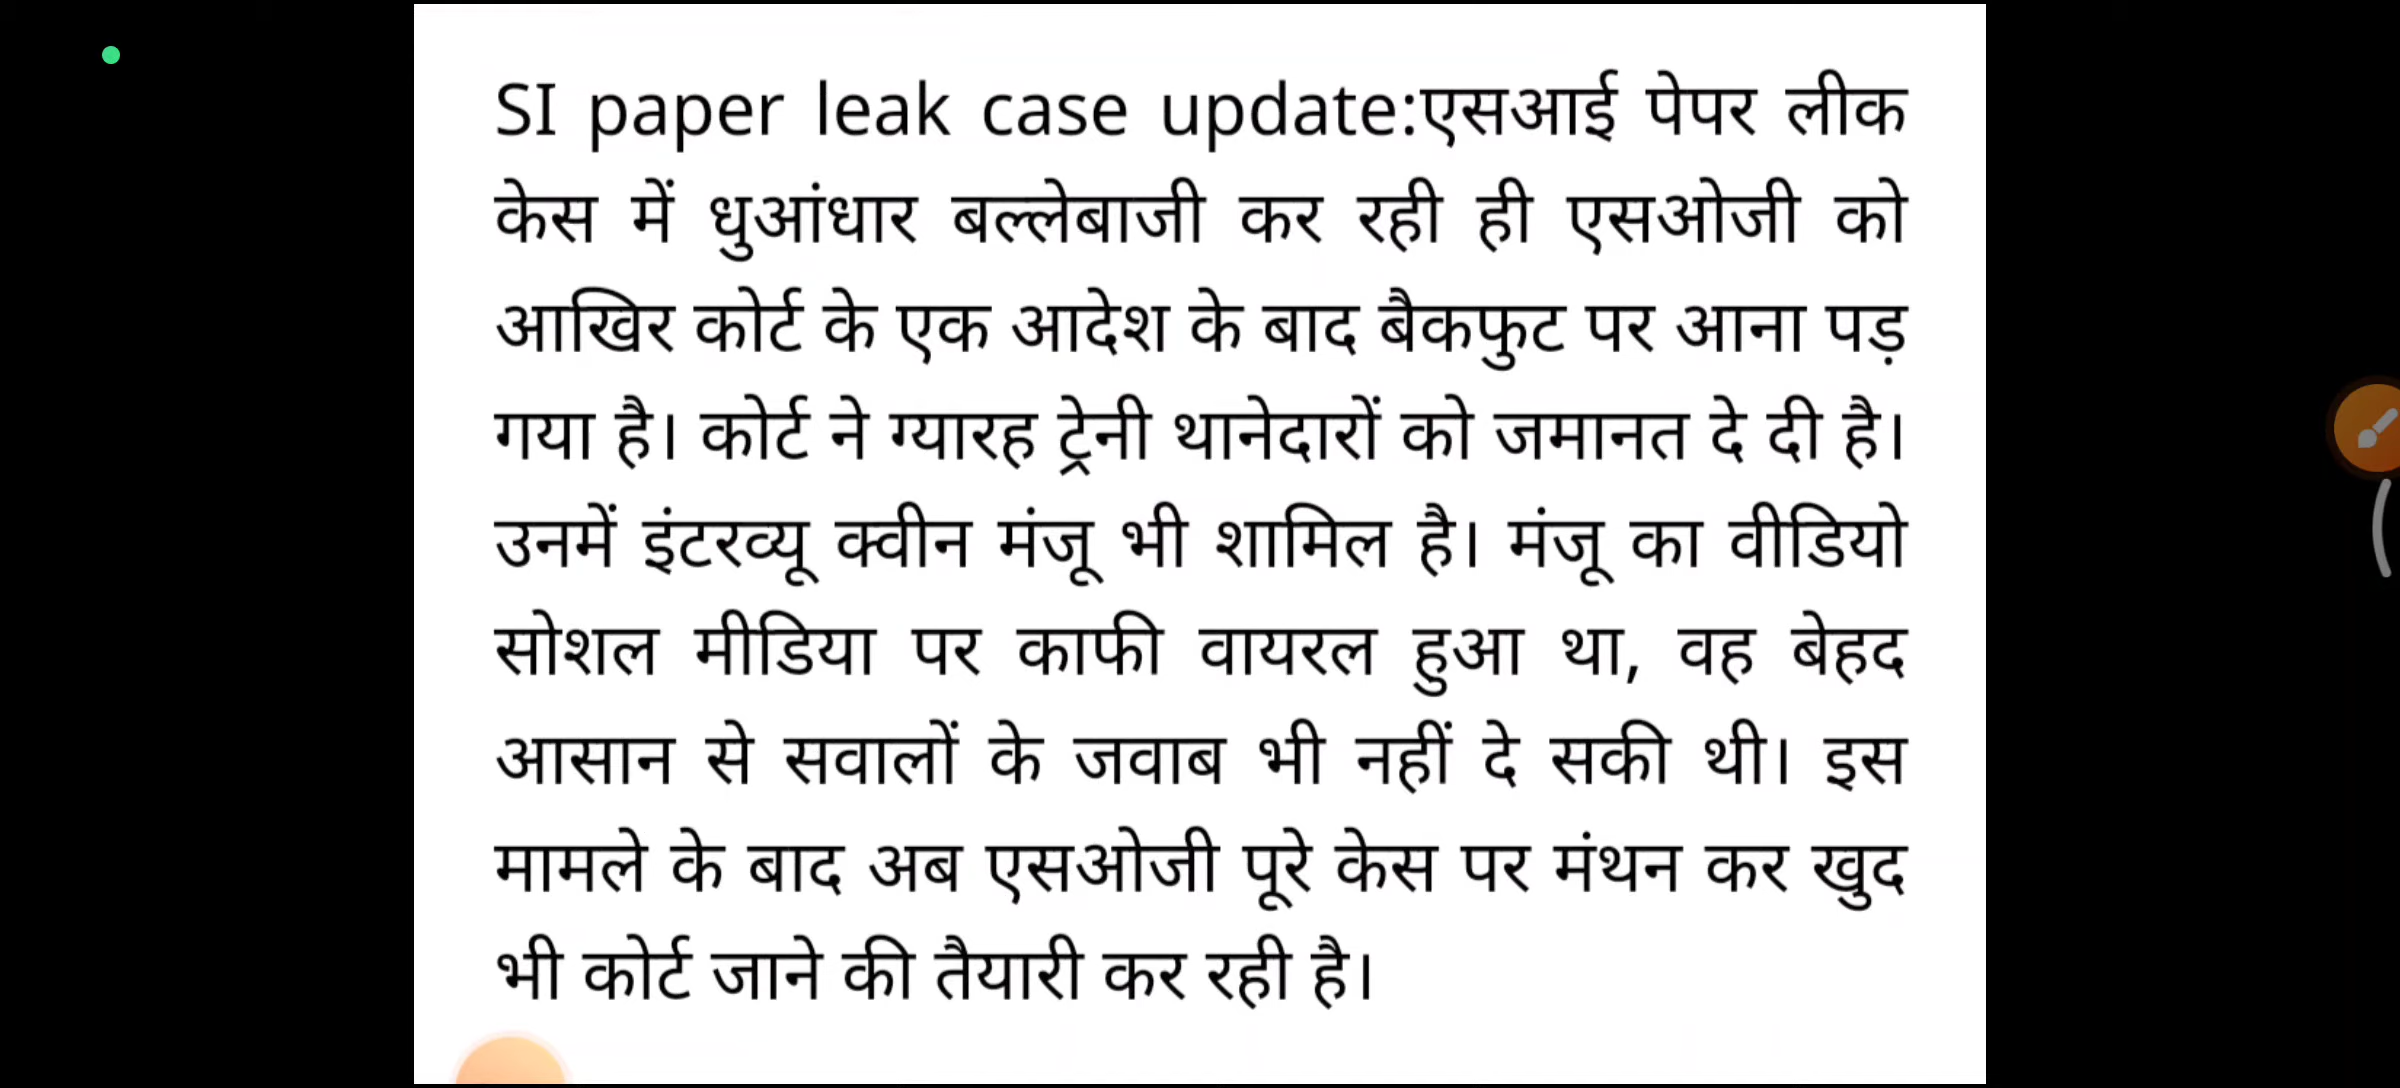 SI paper leak case update:एसआई पेपर लीक
केस में धुआंधार बल्लेबाजी कर रही ही एसओजी को
आखिर कोर्ट के एक आदेश के बाद बैकफुट पर आना पड़
गया है। कोर्ट ने ग्यारह ट्रेनी थानेदारों को जमानत दे दी है।
उनमें इंटरव्यू क्वीन मंजू भी शामिल है। मंजू का वीडियो
सोशल मीडिया पर काफी वायरल हुआ था, वह बेहद
आसान से सवालों के जवाब भी नहीं दे सकी थी। इस
मामले के बाद अब एसओजी पूरे केस पर मंथन कर खुद
भी कोर्ट जाने की तैयारी कर रही है।